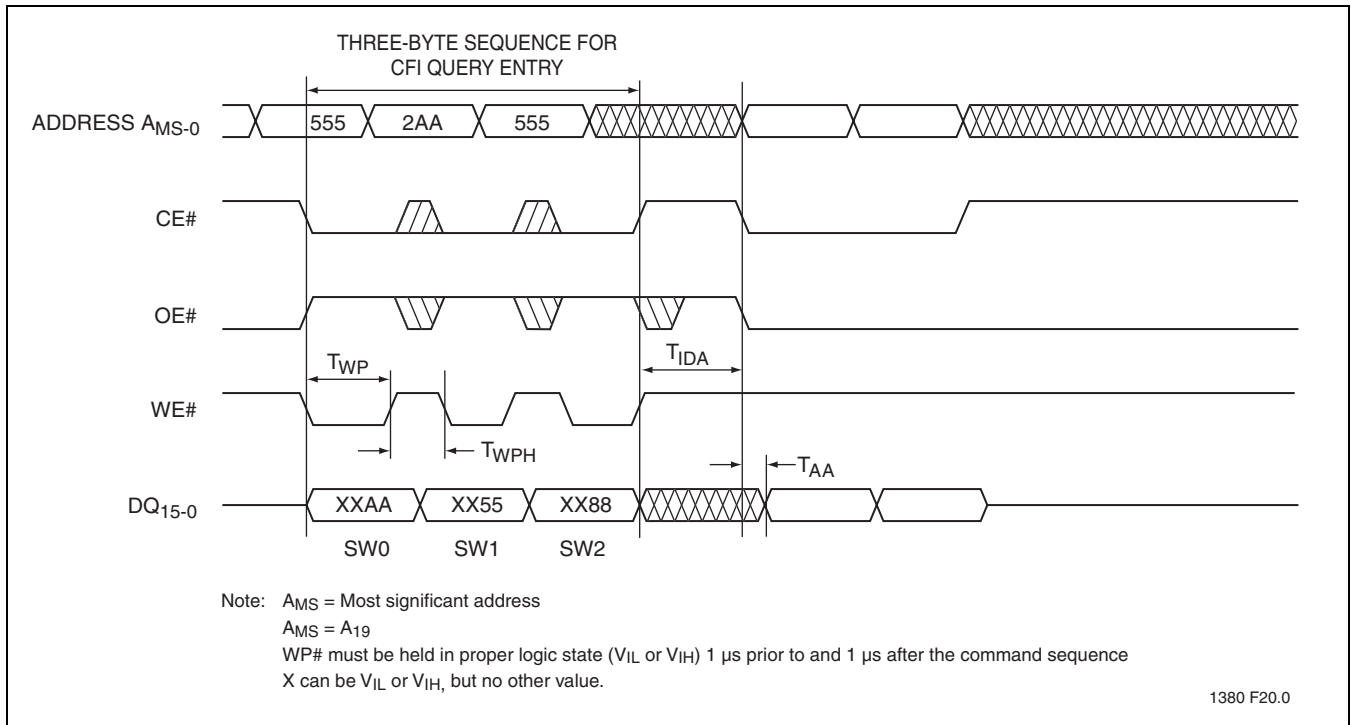 THREE-BYTE SEQUENCE FOR
CFI QUERY ENTRY
ADDRESS AMS-0
555 2AA 555
CE#
OE#
TWP
TIDA
WE#
TWPH
TAA
DQ15-0
XXAA XX55 XX88
SW0 SW1 SW2
Note: AMS = Most significant address
AMS = A19
WP# must be held in proper logic state (VIL or VIH) 1 µs prior to and 1 µs after the command sequence
X can be VIL or VIH, but no other value.
1380 F20.0